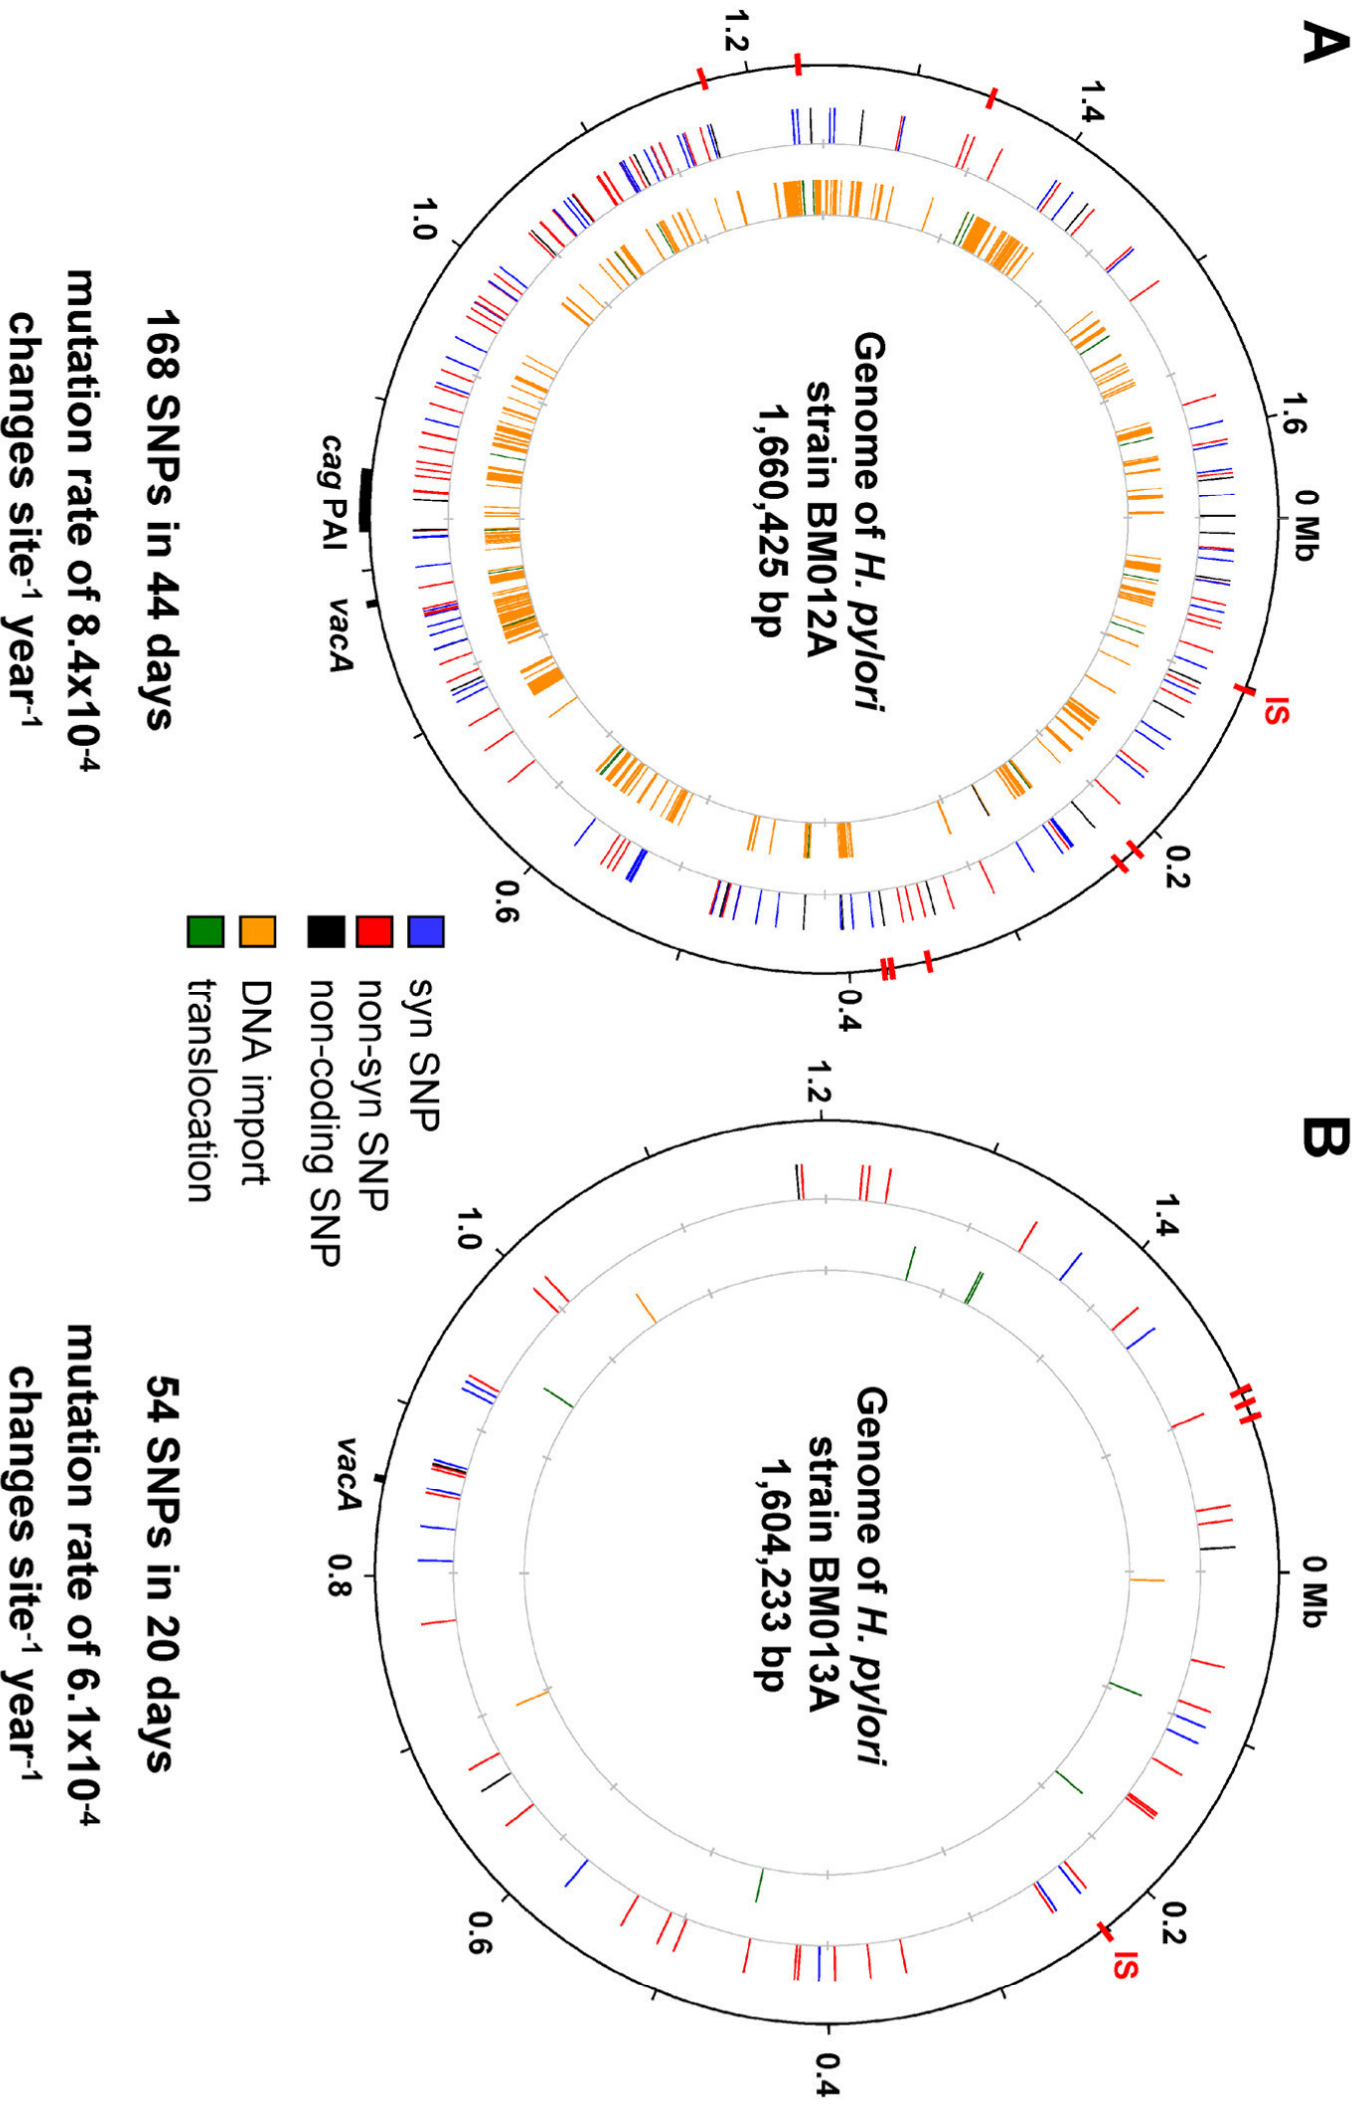 A
0 Mb
0.2
0.4
0.6
1.0
1.2
1.4
1.6
IS
cag PAI
vacA
Genome of H. pylori
strain BM012A
1,660,425 bp
168 SNPs in 44 days
mutation rate of 8.4x10-4
changes site-1 year-1
syn SNP
non-syn SNP
non-coding SNP
DNA import
translocation
B
0 Mb
0.2
0.4
0.6
0.8
1.0
1.2
1.4
IS
vacA
Genome of H. pylori
strain BM013A
1,604,233 bp
54 SNPs in 20 days
mutation rate of 6.1x10-4
changes site-1 year-1